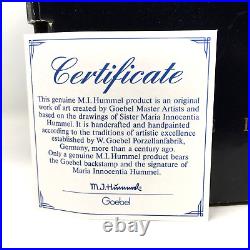 Certificate
This genuine M.I. Hummel product is an original
work of art created by Goebel Master Artists and
based on the drawings of Sister Maria Innocentia
Hummel. It is handcrafted and handpainted
according to the traditions of artistic excellence
established by W. Goebel Porzellanfabrik,
Germany, more than a century ago.
Only a genuine M.I. Hummel product bears
the Goebel backstamp and the signature of
Maria Innocentia Hummel.
M.J. Hummel
Goebel